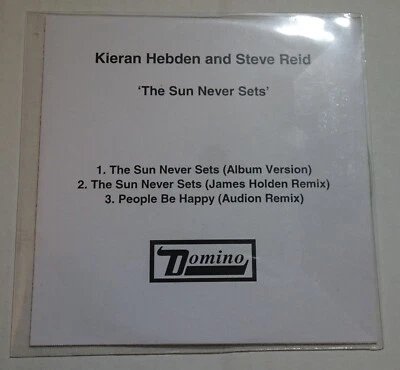 Kieran Hebden and Steve Reid
‘The Sun Never Sets’
1. The Sun Never Sets (Album Version)
2. The Sun Never Sets (James Holden Remix)
3. People Be Happy (Audion Remix)
Domino